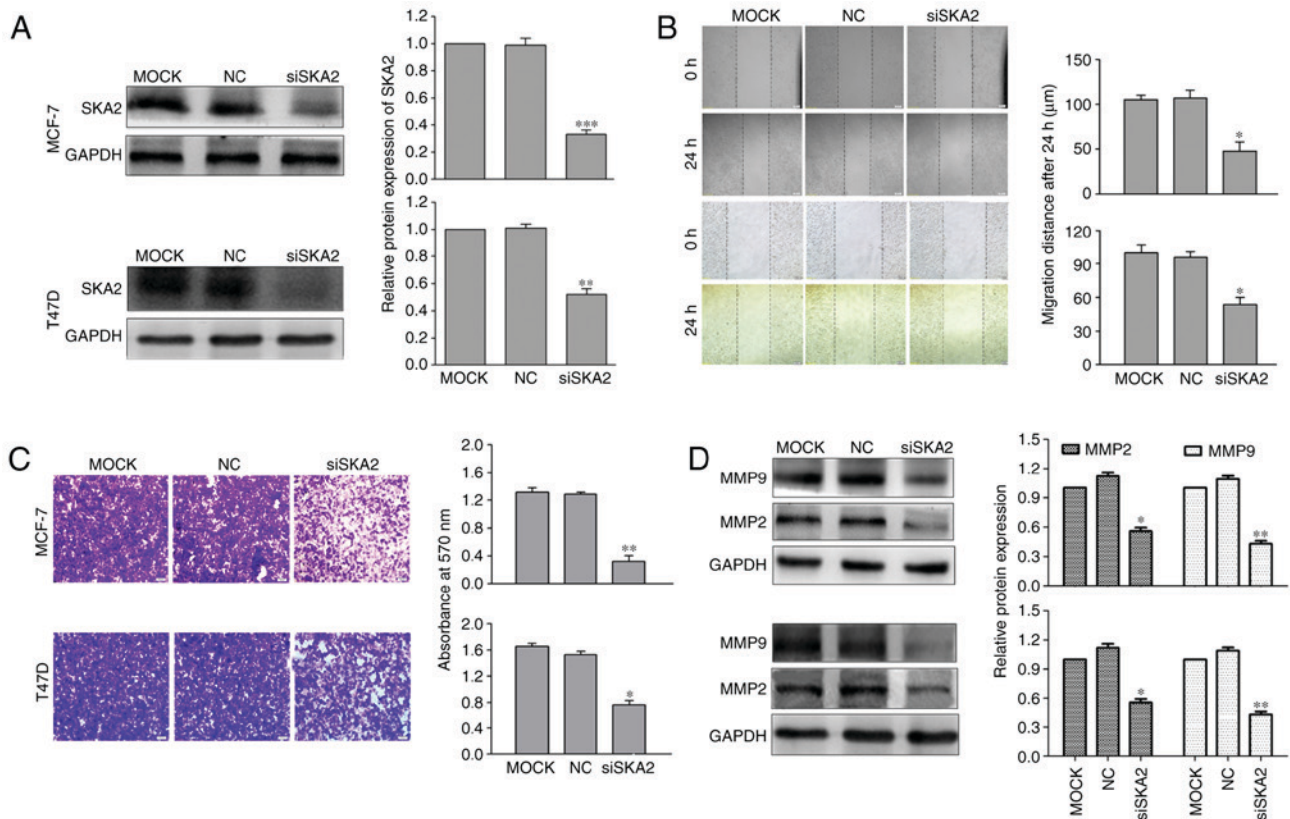 A
MOCK NC siSKA2
MCF-7
SKA2
GAPDH
MOCK NC siSKA2
T47D
SKA2
GAPDH
Relative protein expression of SKA2
1.2
1.0
0.8
0.6
0.4
0.2
0.0
***
1.2
1.0
0.8
0.6
0.4
0.2
0.0
**
MOCK NC siSKA2
B
MOCK NC siSKA2
0 h
24 h
0 h
24 h
Migration distance after 24 h (µm)
150
100
50
0
*
120
90
60
30
0
*
MOCK NC siSKA2
C
MOCK NC siSKA2
MCF-7
T47D
Absorbance at 570 nm
2.0
1.6
1.2
0.8
0.4
0.0
**
2.0
1.6
1.2
0.8
0.4
0.0
*
MOCK NC siSKA2
D
MOCK NC siSKA2
MMP9
MMP2
GAPDH
MMP9
MMP2
GAPDH
Relative protein expression
MMP2 MMP9
1.5
1.2
0.9
0.6
0.3
0.0
* **
1.5
1.2
0.9
0.6
0.3
0.0
* **
MOCK NC siSKA2 MOCK NC siSKA2